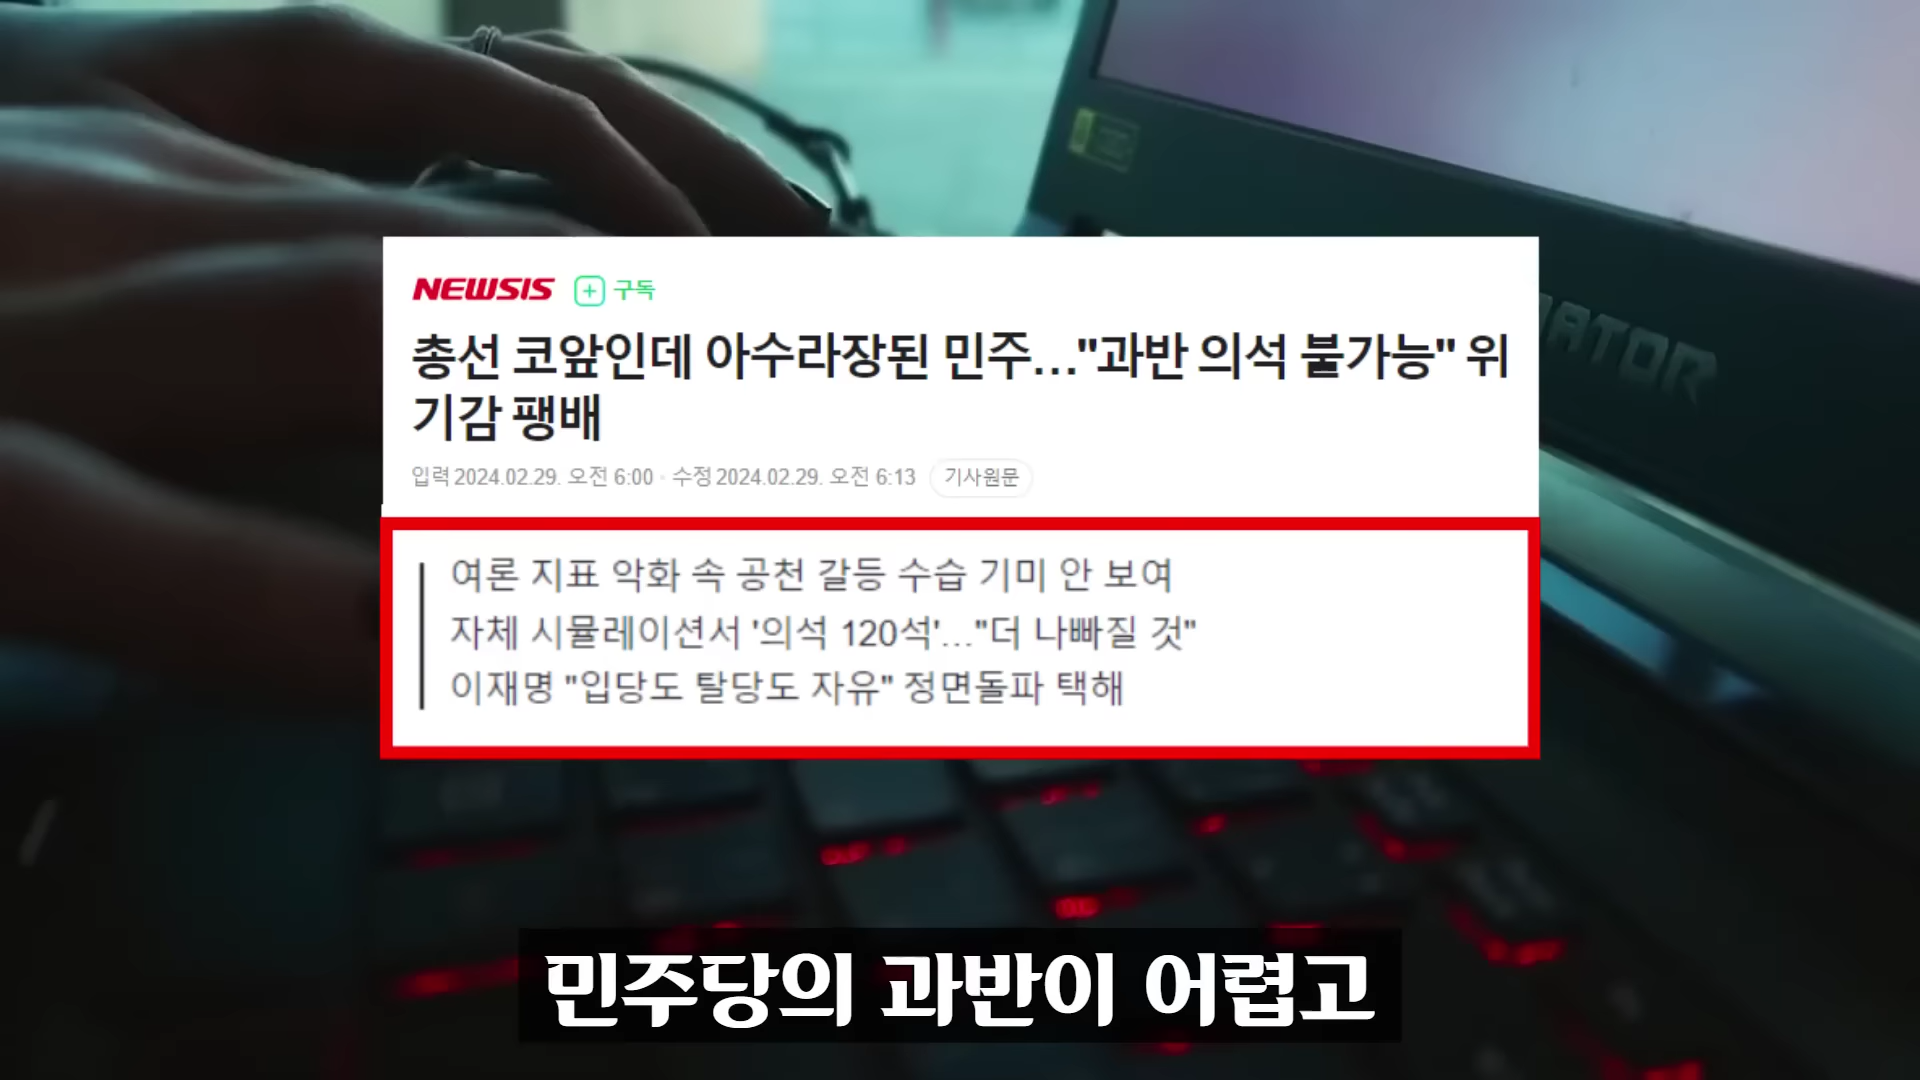 NEWSIS + 구독
총선 코앞인데 아수라장된 민주..."과반 의석 불가능" 위
기감 팽배
입력 2024.02.29. 오전 6:00 · 수정 2024.02.29. 오전 6:13 기사원문
여론 지표 악화 속 공천 갈등 수습 기미 안 보여
자체 시뮬레이션서 '의석 120석'..."더 나빠질 것"
이재명 "입당도 탈당도 자유" 정면돌파 택해
민주당의 과반이 어렵고